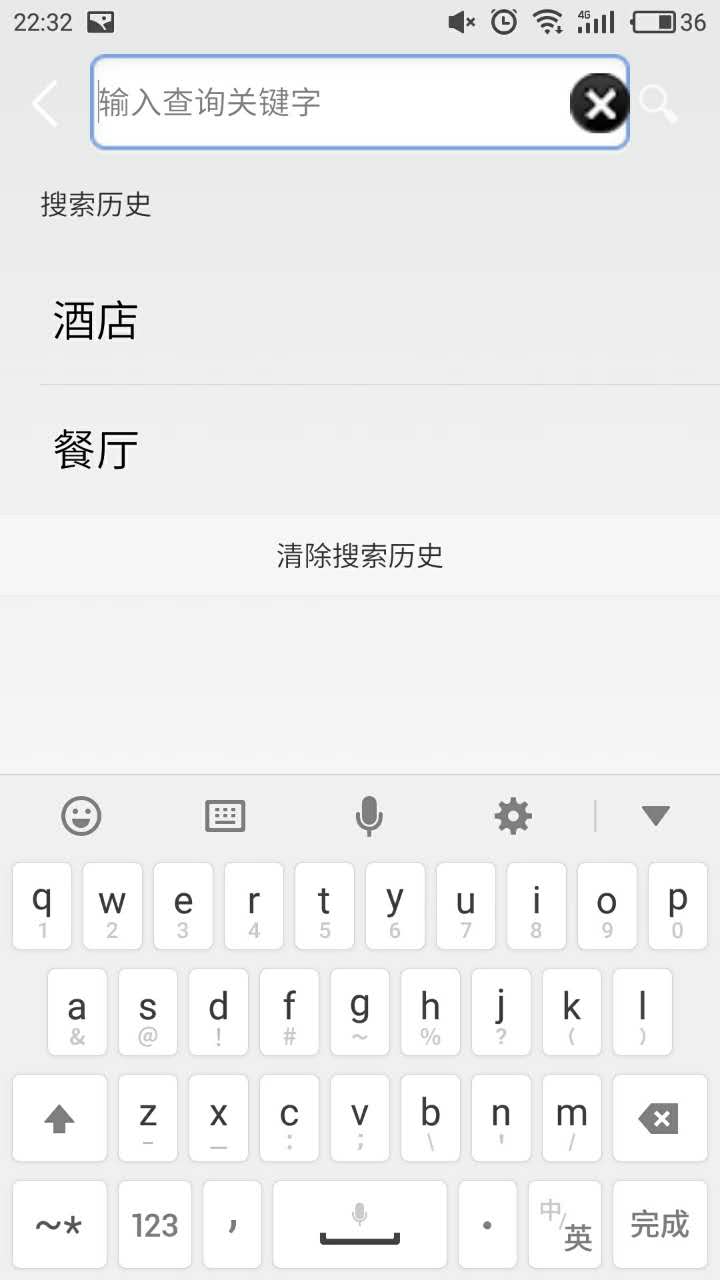 22:32 4G 36
输入查询关键字
搜索历史
酒店
餐厅
清除搜索历史
q w e r t y u i o p
1 2 3 4 5 6 7 8 9 0
a s d f g h j k l
& @ ! # ~ % ? ( )
z x c v b n m
- _ : ; \ ' /
~* 123 , . 中/英 完成